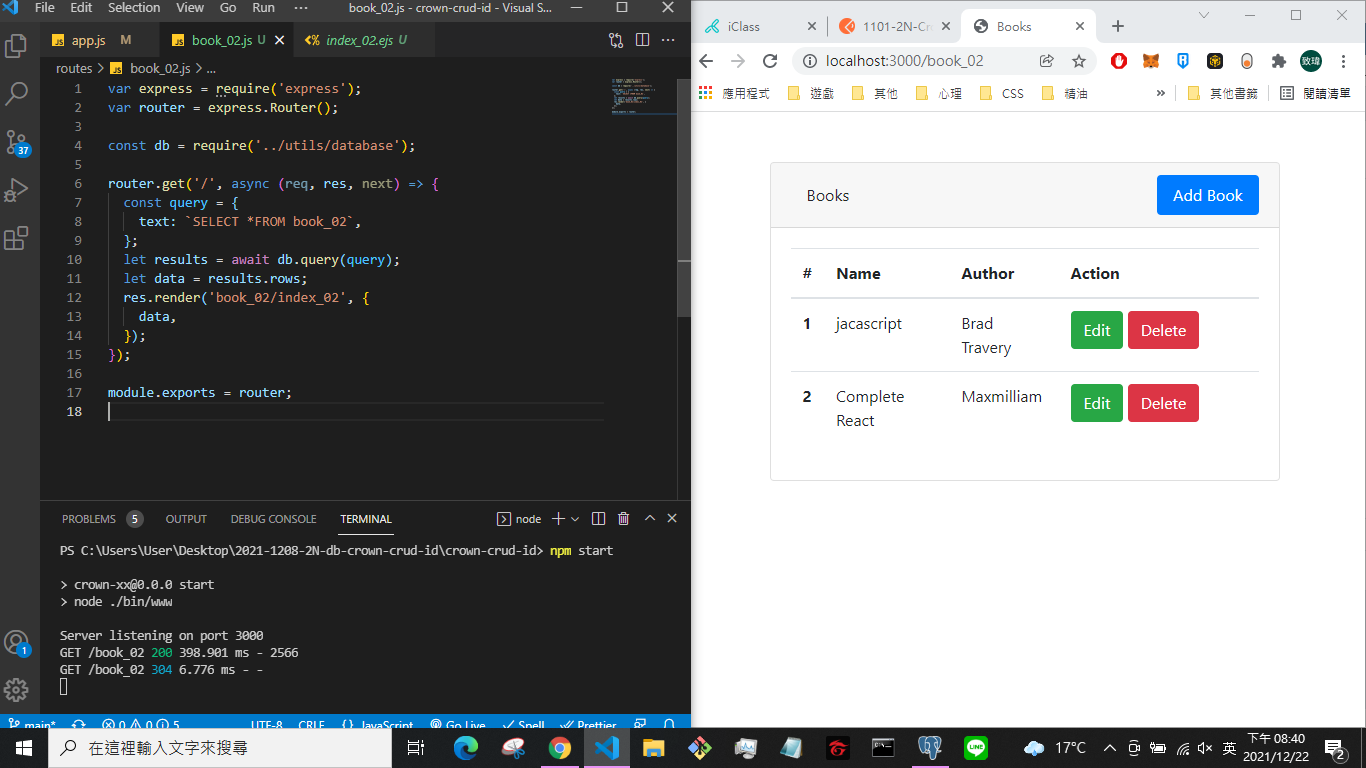 File Edit Selection View Go Run ··· book_02.js - crown-crud-id - Visual S...
JS app.js M JS book_02.js U index_02.ejs U
routes > JS book_02.js > ...
1 var express = require('express');
2 var router = express.Router();
3
4 const db = require('../utils/database');
5
6 router.get('/', async (req, res, next) => {
7 const query = {
8 text: `SELECT *FROM book_02`,
9 };
10 let results = await db.query(query);
11 let data = results.rows;
12 res.render('book_02/index_02', {
13 data,
14 });
15 });
16
17 module.exports = router;
18
37
1
PROBLEMS 5 OUTPUT DEBUG CONSOLE TERMINAL node
PS C:\Users\User\Desktop\2021-1208-2N-db-crown-crud-id\crown-crud-id> npm start
> crown-xx@0.0.0 start
> node ./bin/www
Server listening on port 3000
GET /book_02 200 398.901 ms - 2566
GET /book_02 304 6.776 ms - -
main* 0 0 5 UTF-8 CRLF {} JavaScript Go Live Spell Prettier
iClass 1101-2N-Cr Books
localhost:3000/book_02 致瑋
應用程式 遊戲 其他 心理 CSS 精油 » 其他書籤 閱讀清單
Books Add Book
# Name Author Action
1 jacascript Brad Travery Edit Delete
2 Complete React Maxmilliam Edit Delete
在這裡輸入文字來搜尋 LINE 17°C 英 下午 08:40
2021/12/22 2